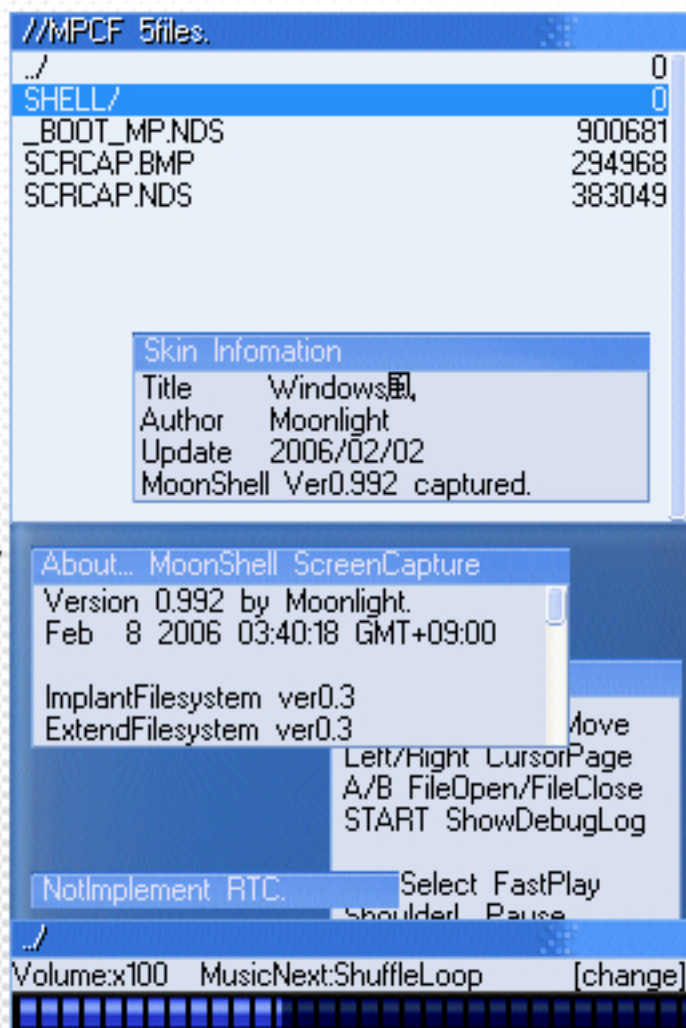 //MPCF 5files.
../ 0
SHELL/ 0
_BOOT_MP.NDS 900681
SCRCAP.BMP 294968
SCRCAP.NDS 383049
Skin Infomation
Title Windows風
Author Moonlight
Update 2006/02/02
MoonShell Ver0.992 captured.
About... MoonShell ScreenCapture
Version 0.992 by Moonlight.
Feb 8 2006 03:40:18 GMT+09:00
ImplantFilesystem ver0.3
ExtendFilesystem ver0.3
Move
Left/Right CursorPage
A/B FileOpen/FileClose
START ShowDebugLog
Select FastPlay
NotImplement RTC.
ShoulderL Pause
../
Volume:x100 MusicNext:ShuffleLoop [change]